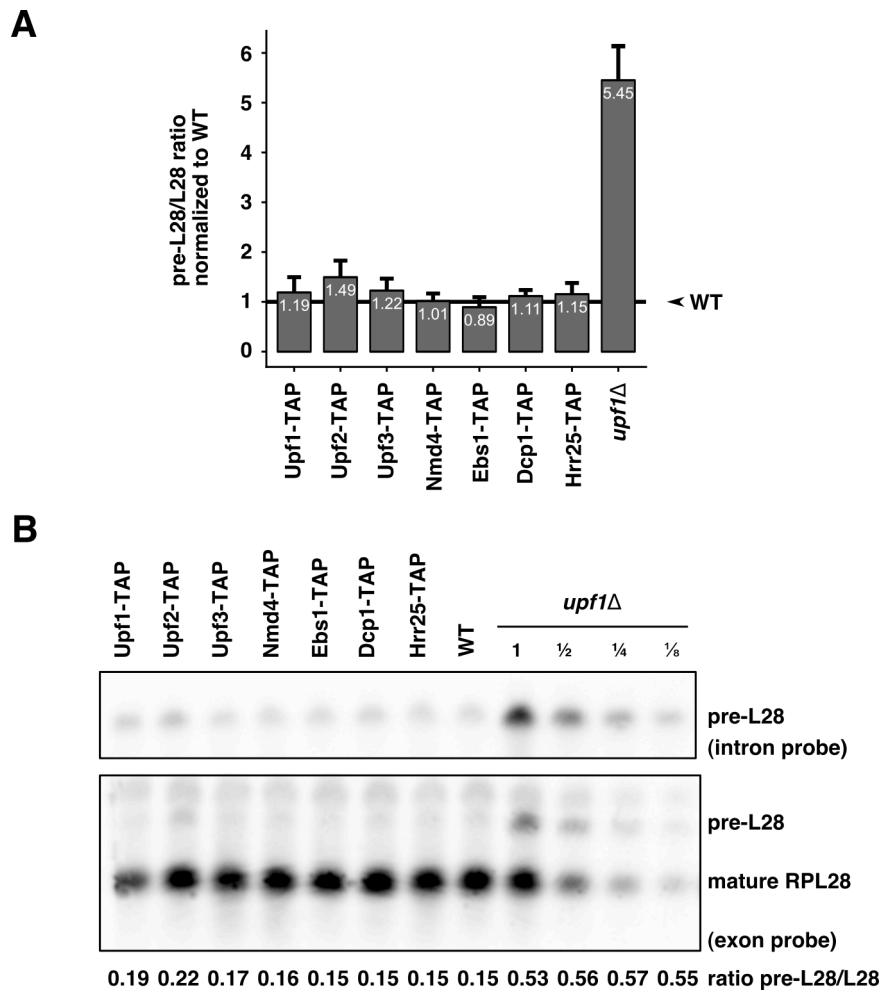 A
pre-L28/L28 ratio
normalized to WT
6
5
4
3
2
1
0
1.19
1.49
1.22
1.01
0.89
1.11
1.15
5.45
WT
Upf1-TAP
Upf2-TAP
Upf3-TAP
Nmd4-TAP
Ebs1-TAP
Dcp1-TAP
Hrr25-TAP
upf1Δ
B
Upf1-TAP
Upf2-TAP
Upf3-TAP
Nmd4-TAP
Ebs1-TAP
Dcp1-TAP
Hrr25-TAP
WT
upf1Δ
1 ½ ¼ ⅛
pre-L28
(intron probe)
pre-L28
mature RPL28
(exon probe)
0.19 0.22 0.17 0.16 0.15 0.15 0.15 0.15 0.53 0.56 0.57 0.55 ratio pre-L28/L28